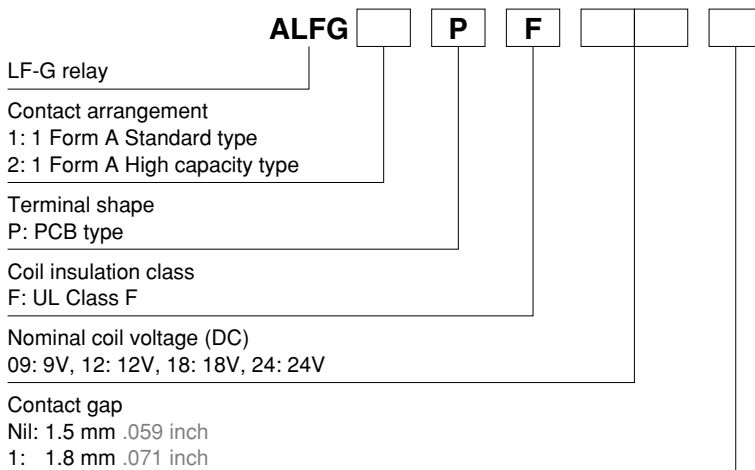 ALFG P F
LF-G relay
Contact arrangement
1: 1 Form A Standard type
2: 1 Form A High capacity type
Terminal shape
P: PCB type
Coil insulation class
F: UL Class F
Nominal coil voltage (DC)
09: 9V, 12: 12V, 18: 18V, 24: 24V
Contact gap
Nil: 1.5 mm .059 inch
1: 1.8 mm .071 inch